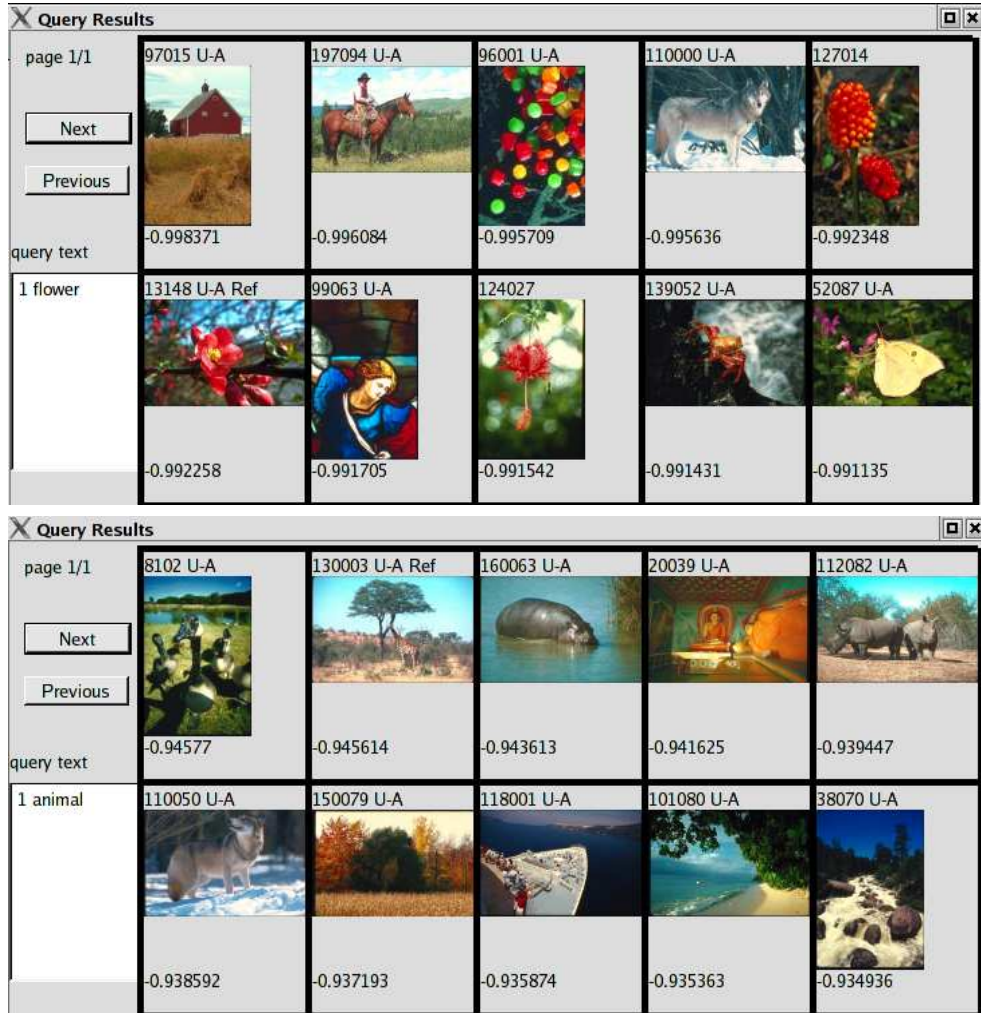 Query Results
page 1/1
Next
Previous
query text
1 flower
97015 U-A
197094 U-A
96001 U-A
110000 U-A
127014
-0.998371
-0.996084
-0.995709
-0.995636
-0.992348
13148 U-A Ref
99063 U-A
124027
139052 U-A
52087 U-A
-0.992258
-0.991705
-0.991542
-0.991431
-0.991135
Query Results
page 1/1
Next
Previous
query text
1 animal
8102 U-A
130003 U-A Ref
160063 U-A
20039 U-A
112082 U-A
-0.94577
-0.945614
-0.943613
-0.941625
-0.939447
110050 U-A
150079 U-A
118001 U-A
101080 U-A
38070 U-A
-0.938592
-0.937193
-0.935874
-0.935363
-0.934936